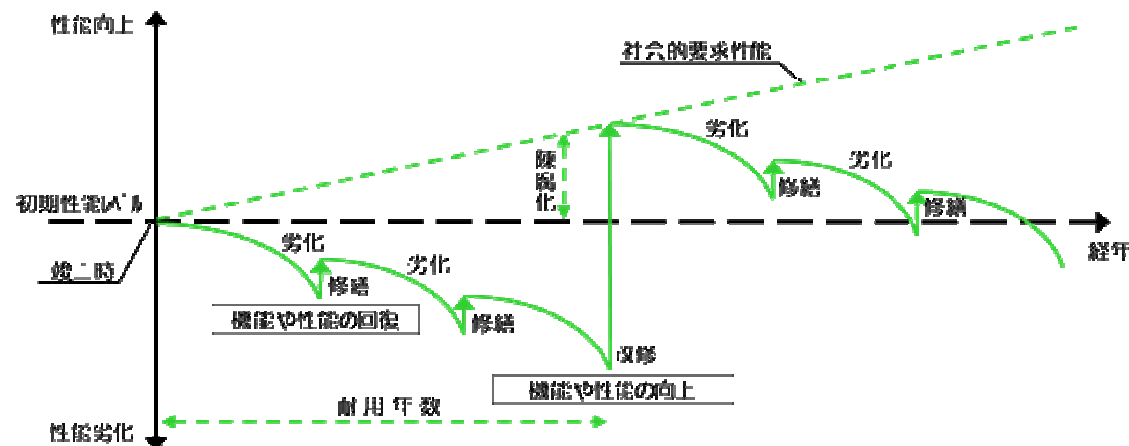 性能向上
社会的要求性能
劣化
陳腐化
劣化
修繕
初期性能レベル
修繕
劣化
経年
竣工時
劣化
修繕
機能や性能の回復
修繕
改修
機能や性能の向上
耐用年数
性能劣化